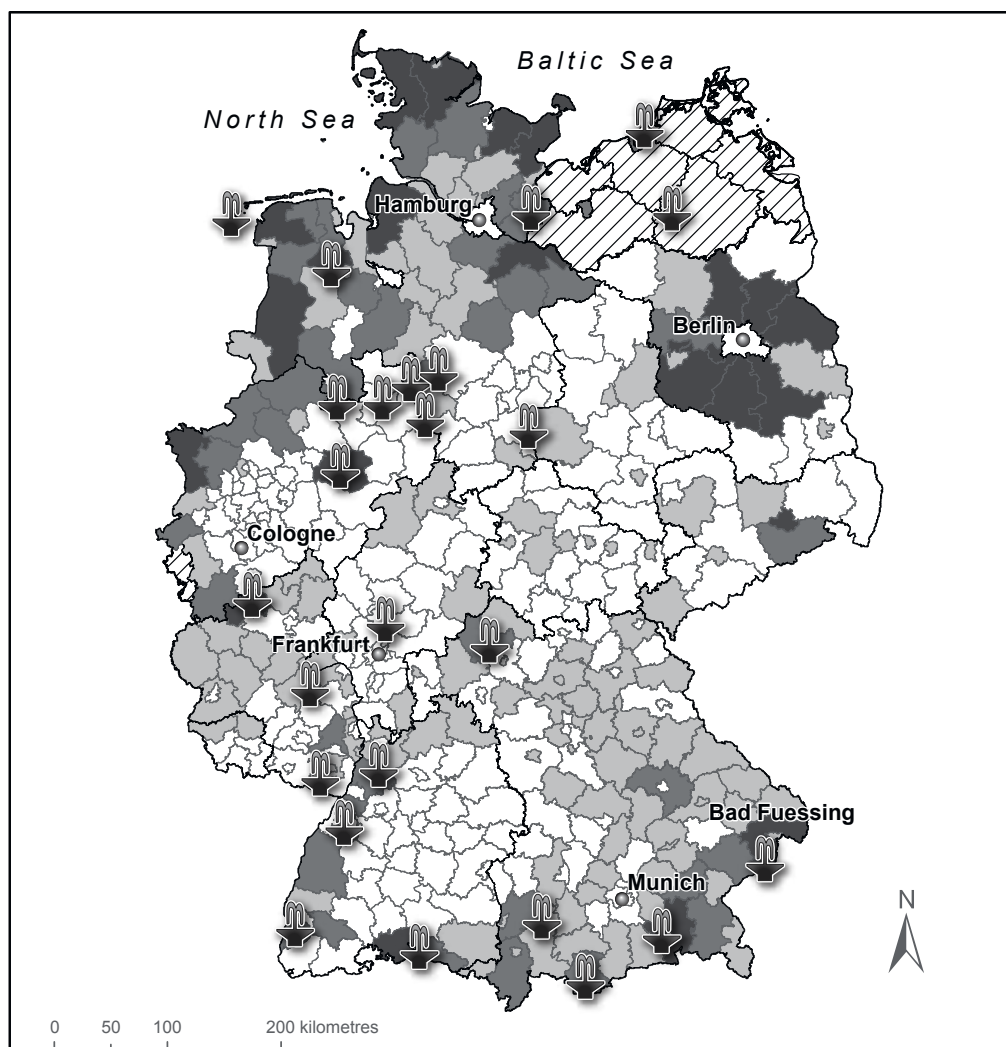 Baltic Sea
North Sea
Hamburg
Berlin
Cologne
Frankfurt
Bad Fuessing
Munich
N
0 50 100 200 kilometres